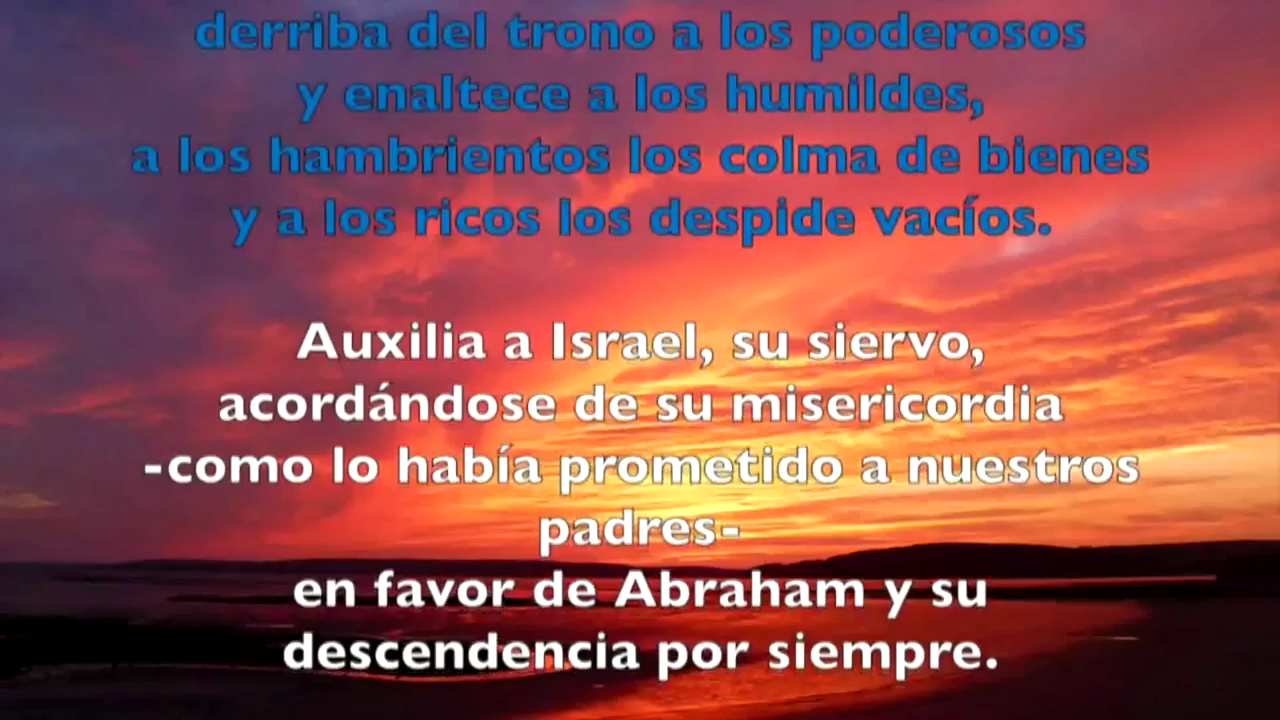 derriba del trono a los poderosos
y enaltece a los humildes,
a los hambrientos los colma de bienes
y a los ricos los despide vacíos.
Auxilia a Israel, su siervo,
acordándose de su misericordia
-como lo había prometido a nuestros
padres-
en favor de Abraham y su
descendencia por siempre.